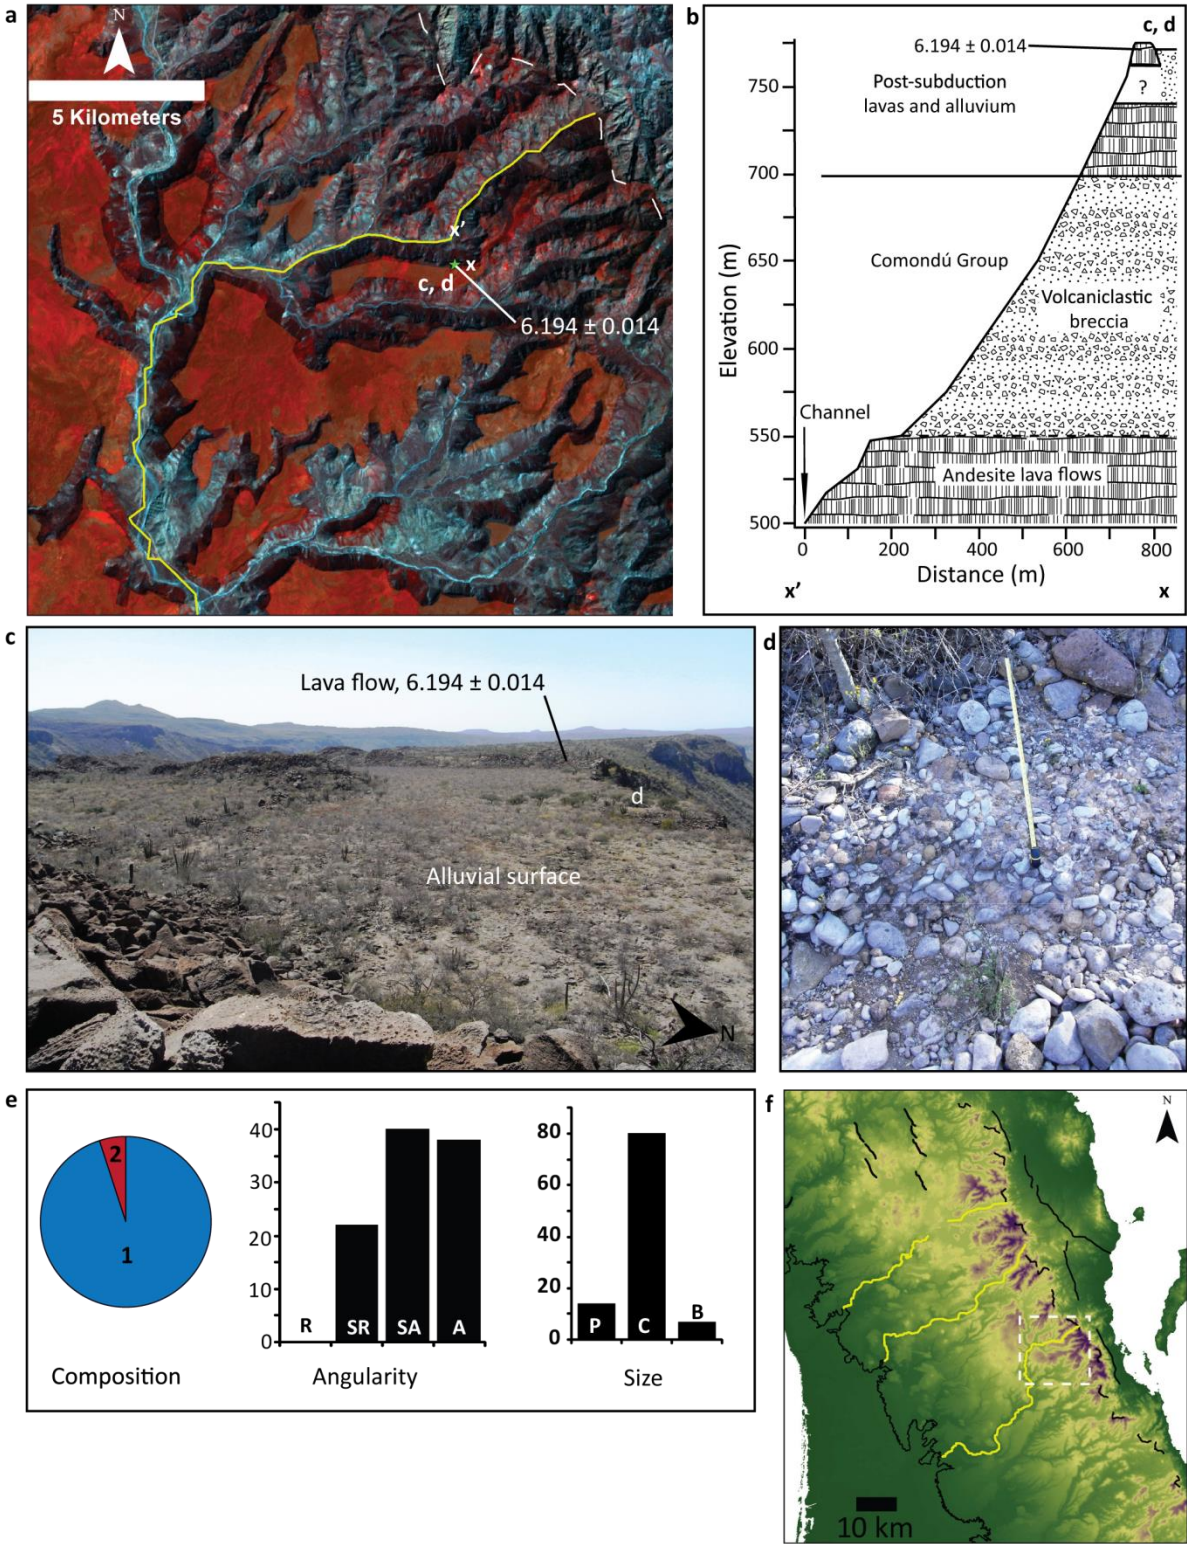 a
N
5 Kilometers
x'
x
c, d
6.194 ± 0.014
b
c, d
6.194 ± 0.014
Post-subduction
lavas and alluvium
?
750
700
650
600
550
500
Elevation (m)
Comondú Group
Volcaniclastic
breccia
Channel
Andesite lava flows
0
200
400
600
800
x'
Distance (m)
x
c
Lava flow, 6.194 ± 0.014
d
Alluvial surface
N
d
e
2
1
Composition
40
30
20
10
0
R
SR
SA
A
Angularity
80
60
40
20
0
P
C
B
Size
f
N
10 km